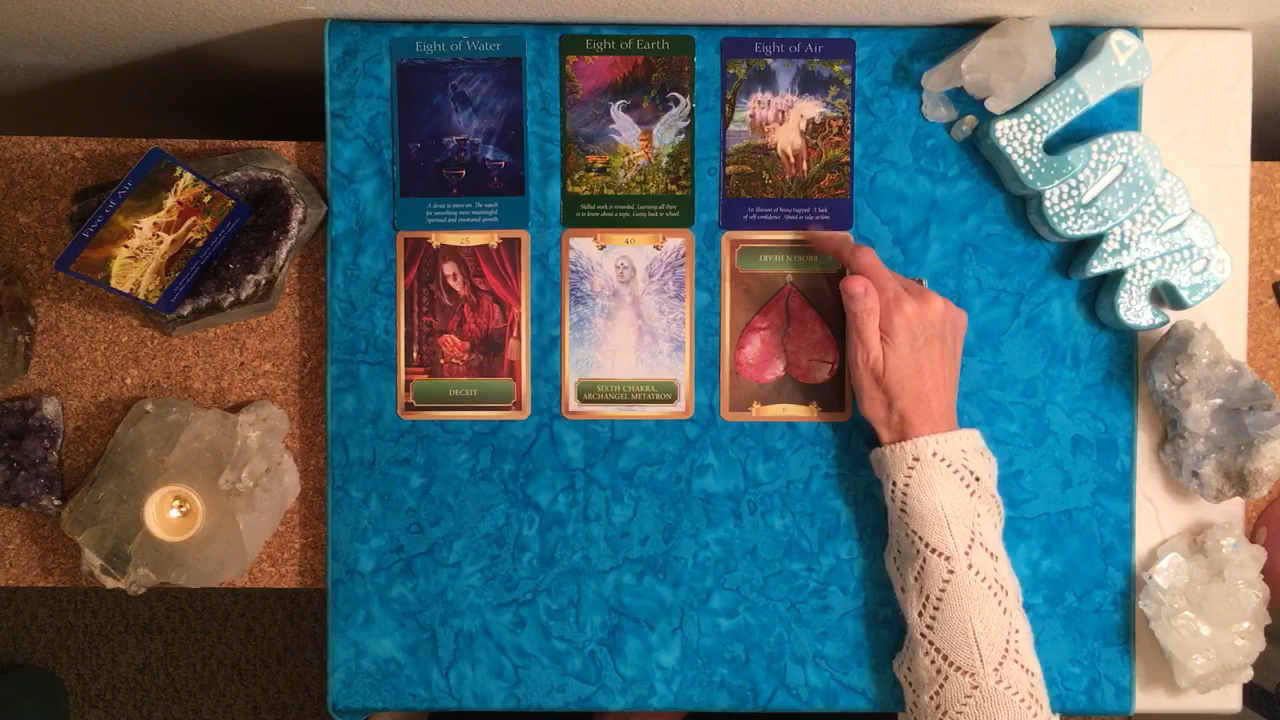 Eight of Water
A desire to move on. The search
for something more meaningful.
Spiritual and emotional growth.
Eight of Earth
Skilled work is rewarded. Learning all there
is to know about a topic. Going back to school.
Eight of Air
An illusion of being trapped. A lack
of self-confidence. Afraid to take action.
Five of Air
25
DECEIT
40
SIXTH CHAKRA,
ARCHANGEL METATRON
BROKEN HEART
LOVE